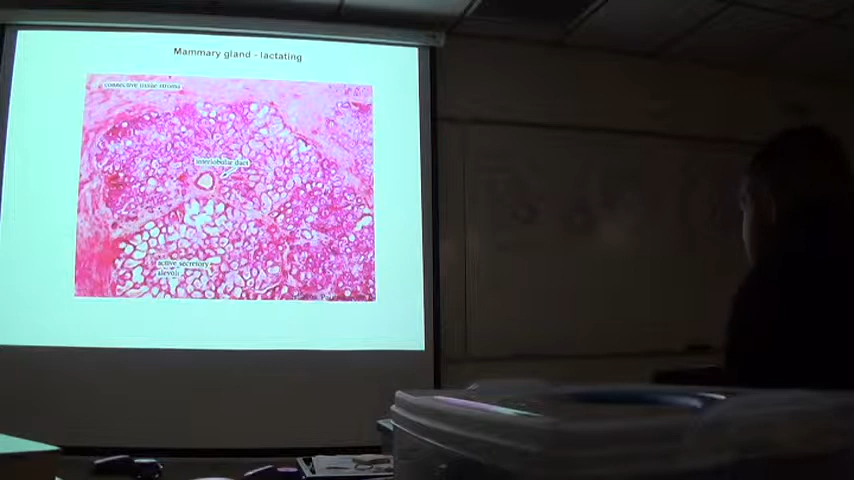 Mammary gland - lactating
connective tissue stroma
interlobular duct
active secretory
alveoli